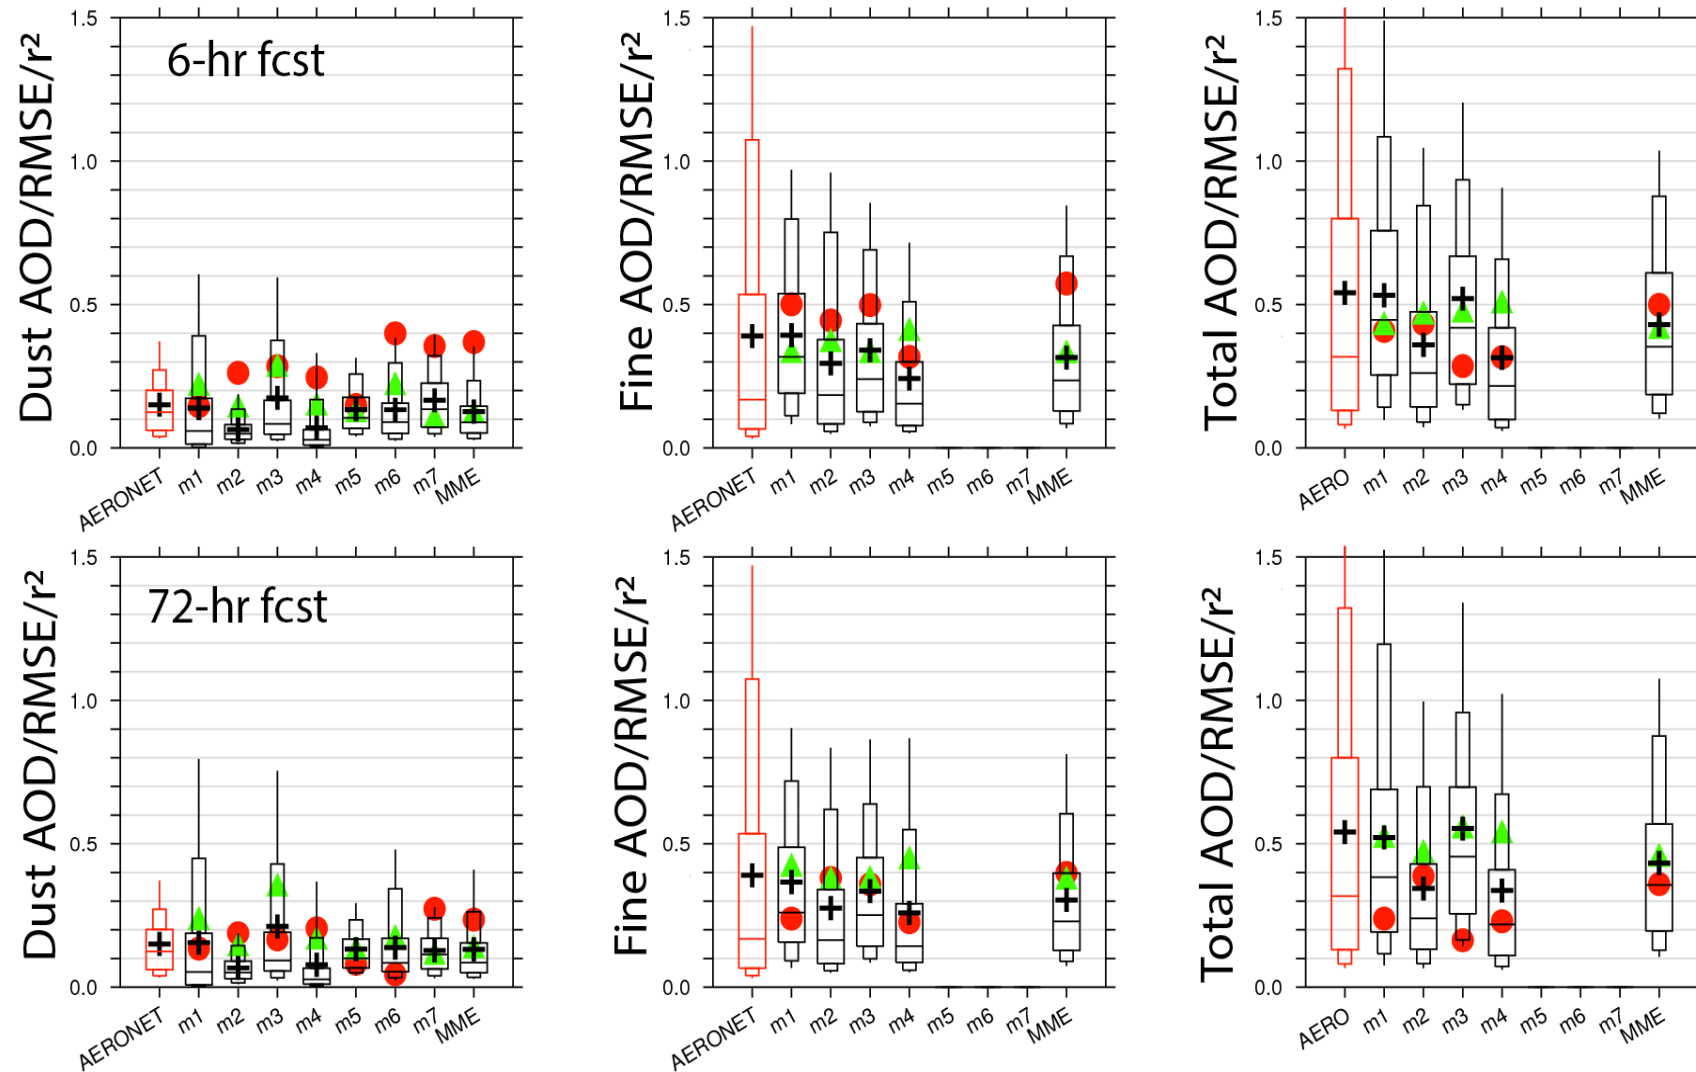 Dust AOD/RMSE/r²
6-hr fcst
1.5
1.0
0.5
0.0
AERONET m1 m2 m3 m4 m5 m6 m7 MME
Fine AOD/RMSE/r²
1.5
1.0
0.5
0.0
AERONET m1 m2 m3 m4 m5 m6 m7 MME
Total AOD/RMSE/r²
1.5
1.0
0.5
0.0
AERO m1 m2 m3 m4 m5 m6 m7 MME
Dust AOD/RMSE/r²
72-hr fcst
1.5
1.0
0.5
0.0
AERONET m1 m2 m3 m4 m5 m6 m7 MME
Fine AOD/RMSE/r²
1.5
1.0
0.5
0.0
AERONET m1 m2 m3 m4 m5 m6 m7 MME
Total AOD/RMSE/r²
1.5
1.0
0.5
0.0
AERO m1 m2 m3 m4 m5 m6 m7 MME